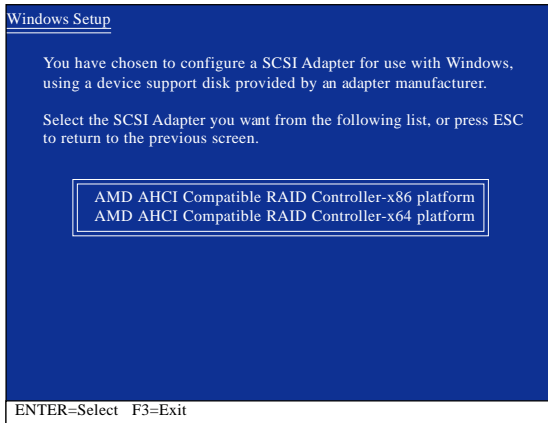 Windows Setup
You have chosen to configure a SCSI Adapter for use with Windows,
using a device support disk provided by an adapter manufacturer.
Select the SCSI Adapter you want from the following list, or press ESC
to return to the previous screen.
AMD AHCI Compatible RAID Controller-x86 platform
AMD AHCI Compatible RAID Controller-x64 platform
ENTER=Select F3=Exit